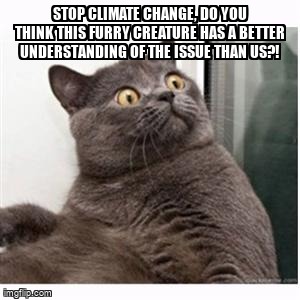 STOP CLIMATE CHANGE, DO YOU
THINK THIS FURRY CREATURE HAS A BETTER
UNDERSTANDING OF THE ISSUE THAN US?!
imgflip.com